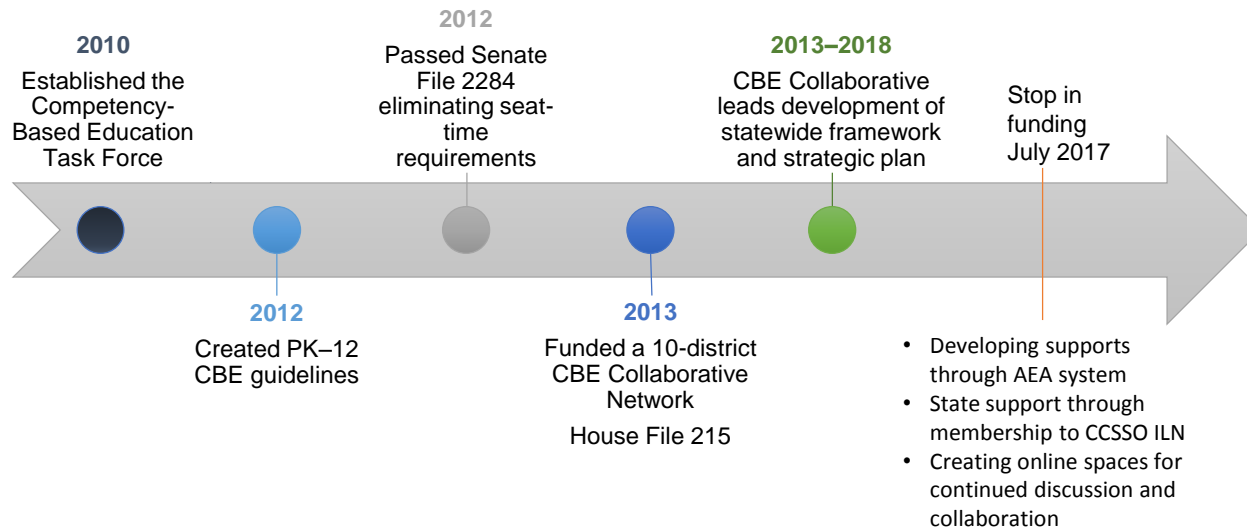 2010
Established the
Competency-
Based Education
Task Force
2012
Created PK–12
CBE guidelines
2012
Passed Senate
File 2284
eliminating seat-
time
requirements
2013
Funded a 10-district
CBE Collaborative
Network
House File 215
2013–2018
CBE Collaborative
leads development of
statewide framework
and strategic plan
Stop in
funding
July 2017
• Developing supports
through AEA system
• State support through
membership to CCSSO ILN
• Creating online spaces for
continued discussion and
collaboration